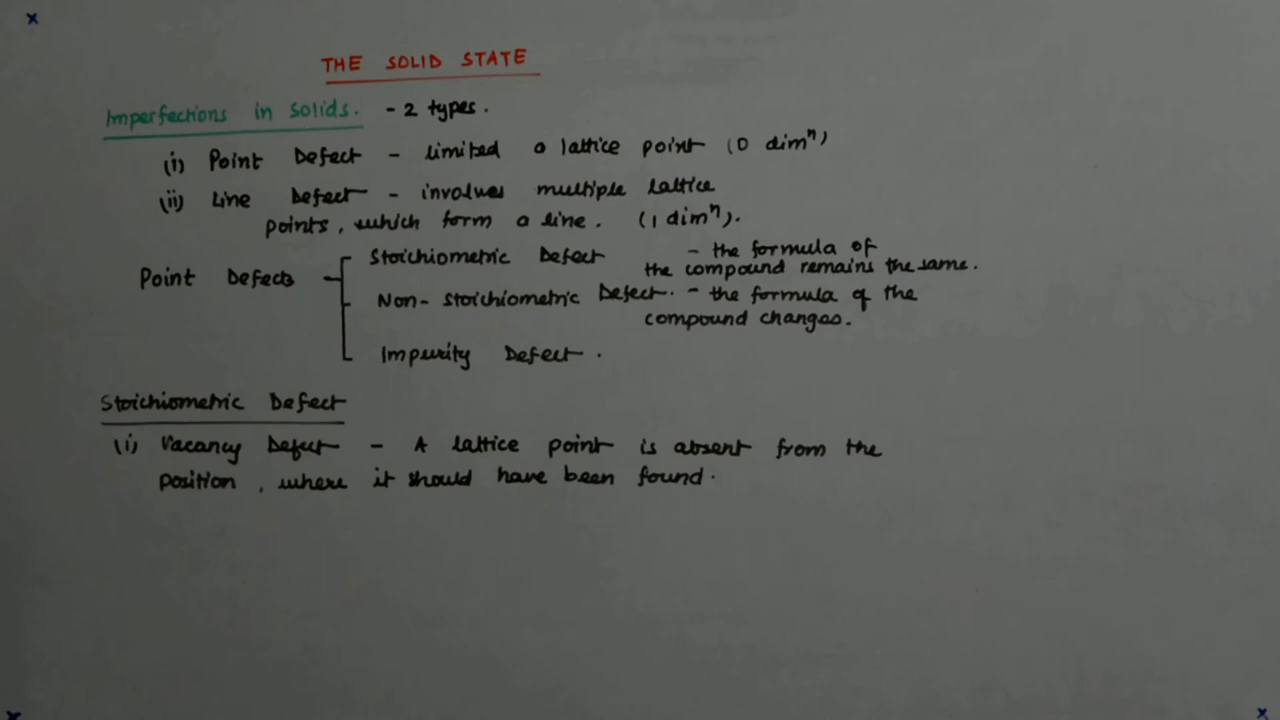 THE SOLID STATE
Imperfections in solids. - 2 types.
(i) Point Defect - limited a lattice point (0 dimⁿ)
(ii) Line Defect - involves multiple lattice
points, which form a line. (1 dimⁿ).
Stoichiometric Defect - the formula of
the compound remains the same.
Point Defects
Non-Stoichiometric Defect. - the formula of the
compound changes.
Impurity Defect.
Stoichiometric Defect
(i) Vacancy Defect - A lattice point is absent from the
position, where it should have been found.